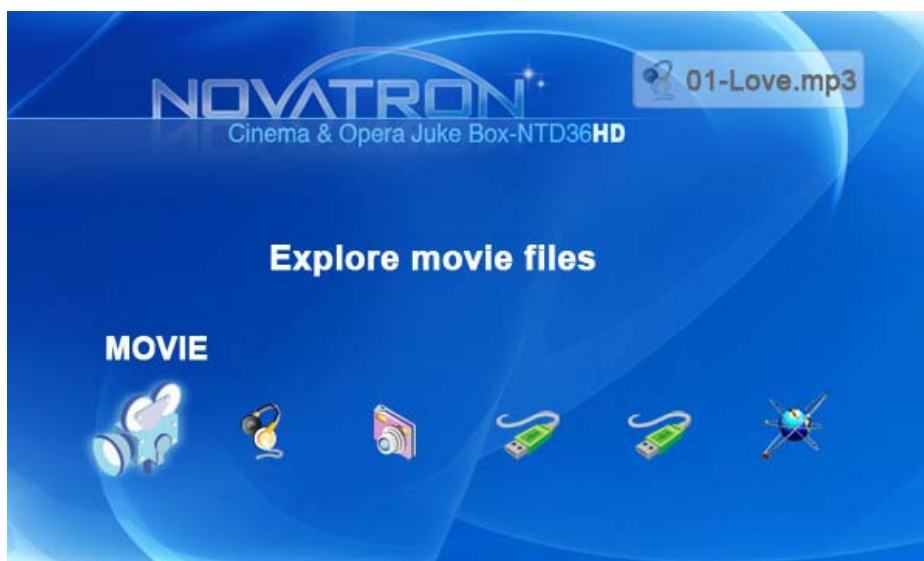 NOVATRON
01-Love.mp3
Cinema & Opera Juke Box-NTD36HD
Explore movie files
MOVIE